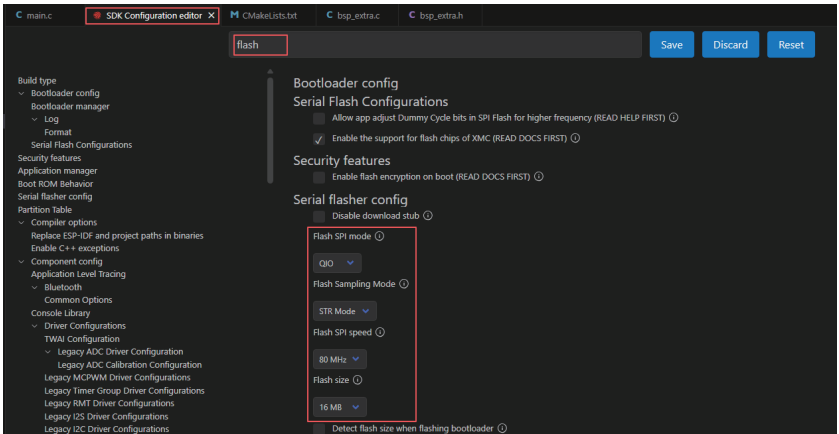 main.c
SDK Configuration editor
CMakeLists.txt
bsp_extra.c
bsp_extra.h
flash
Save
Discard
Reset
Build type
Bootloader config
Bootloader manager
Log
Format
Serial Flash Configurations
Security features
Application manager
Boot ROM Behavior
Serial flasher config
Partition Table
Compiler options
Replace ESP-IDF and project paths in binaries
Enable C++ exceptions
Component config
Application Level Tracing
Bluetooth
Common Options
Console Library
Driver Configurations
TWAI Configuration
Legacy ADC Driver Configuration
Legacy ADC Calibration Configuration
Legacy MCPWM Driver Configurations
Legacy Timer Group Driver Configurations
Legacy RMT Driver Configurations
Legacy I2S Driver Configurations
Legacy I2C Driver Configurations
Bootloader config
Serial Flash Configurations
Allow app adjust Dummy Cycle bits in SPI Flash for higher frequency (READ HELP FIRST)
Enable the support for flash chips of XMC (READ DOCS FIRST)
Security features
Enable flash encryption on boot (READ DOCS FIRST)
Serial flasher config
Disable download stub
Flash SPI mode
QIO
Flash Sampling Mode
STR Mode
Flash SPI speed
80 MHz
Flash size
16 MB
Detect flash size when flashing bootloader